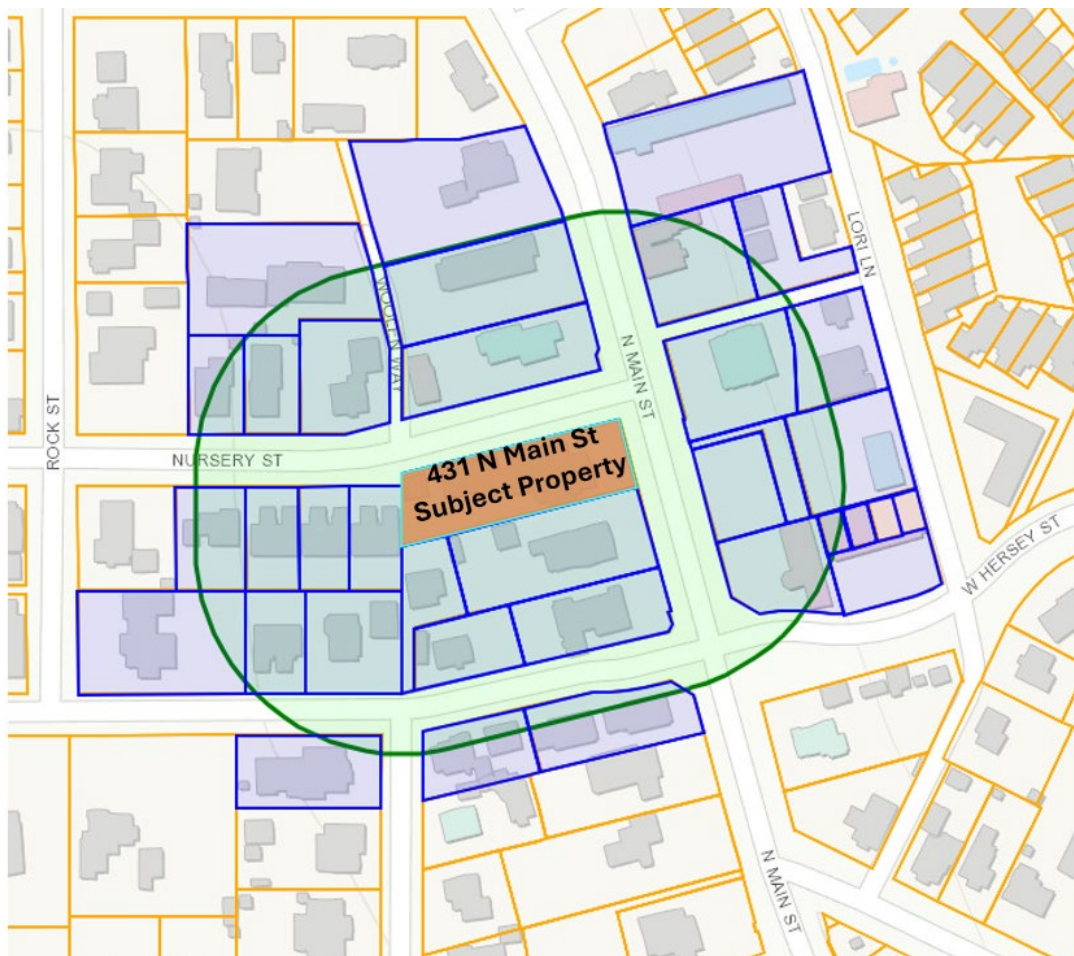 LORI LN
WOOLEN WAY
N MAIN ST
ROCK ST
NURSERY ST
431 N Main St
Subject Property
W HERSEY ST
N MAIN ST